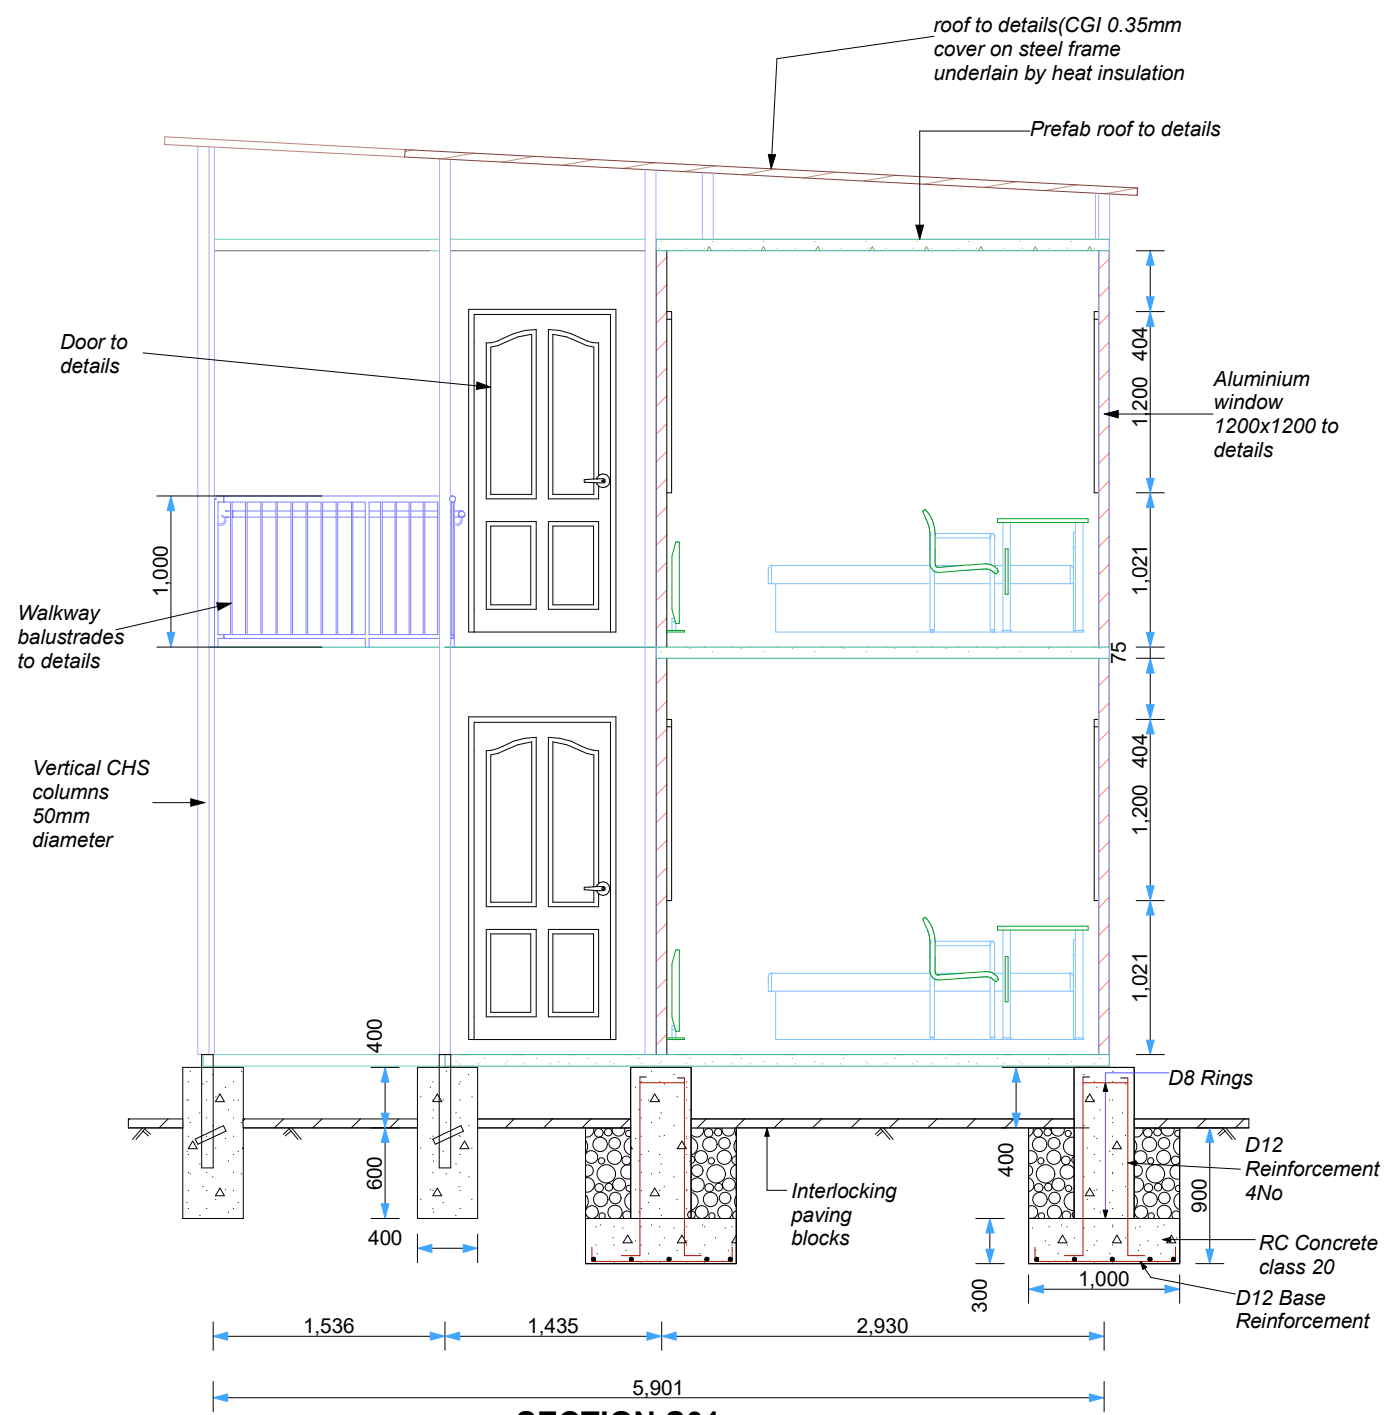 roof to details(CGI 0.35mm
cover on steel frame
underlain by heat insulation
Prefab roof to details
Door to
details
404
1,200
Aluminium
window
1200x1200 to
details
1,000
1,021
Walkway
balustrades
to details
75
Vertical CHS
columns
50mm
diameter
404
1,200
1,021
400
D8 Rings
600
400
400
Interlocking
paving
blocks
D12
Reinforcement
4No
900
RC Concrete
class 20
300
1,000
D12 Base
Reinforcement
1,536
1,435
2,930
5,901